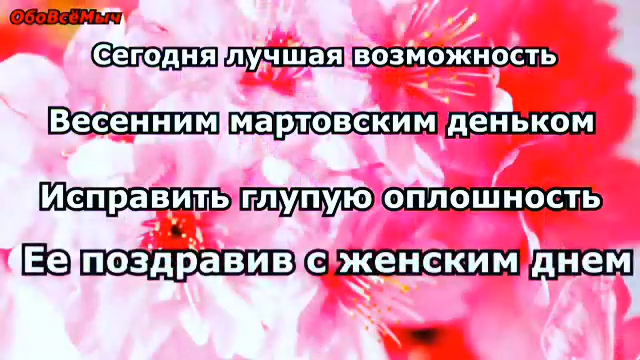 ОбоВсёМыч
Сегодня лучшая возможность
Весенним мартовским деньком
Исправить глупую оплошность
Ее поздравив с женским днем